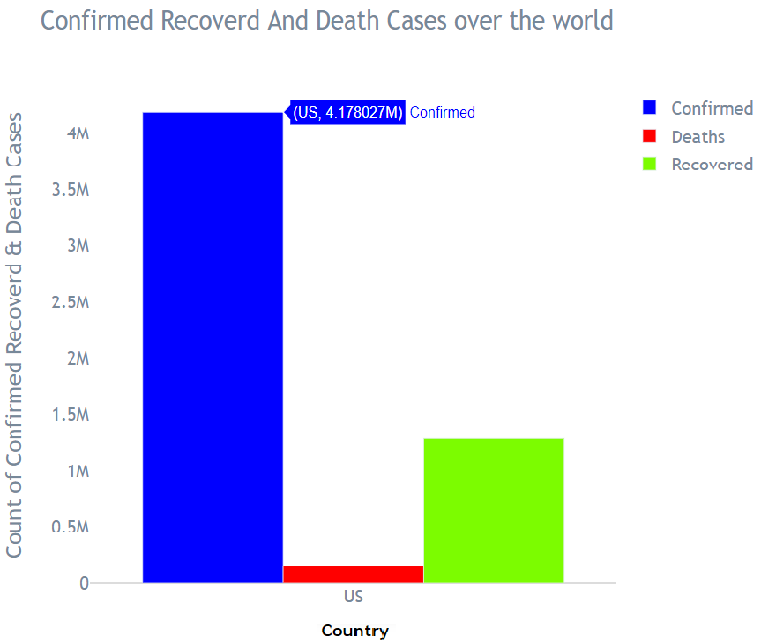 Confirmed Recoverd And Death Cases over the world
Count of Confirmed Recoverd & Death Cases
4M
3.5M
3M
2.5M
2M
1.5M
1M
0.5M
0
(US, 4.178027M) Confirmed
Confirmed
Deaths
Recovered
US
Country